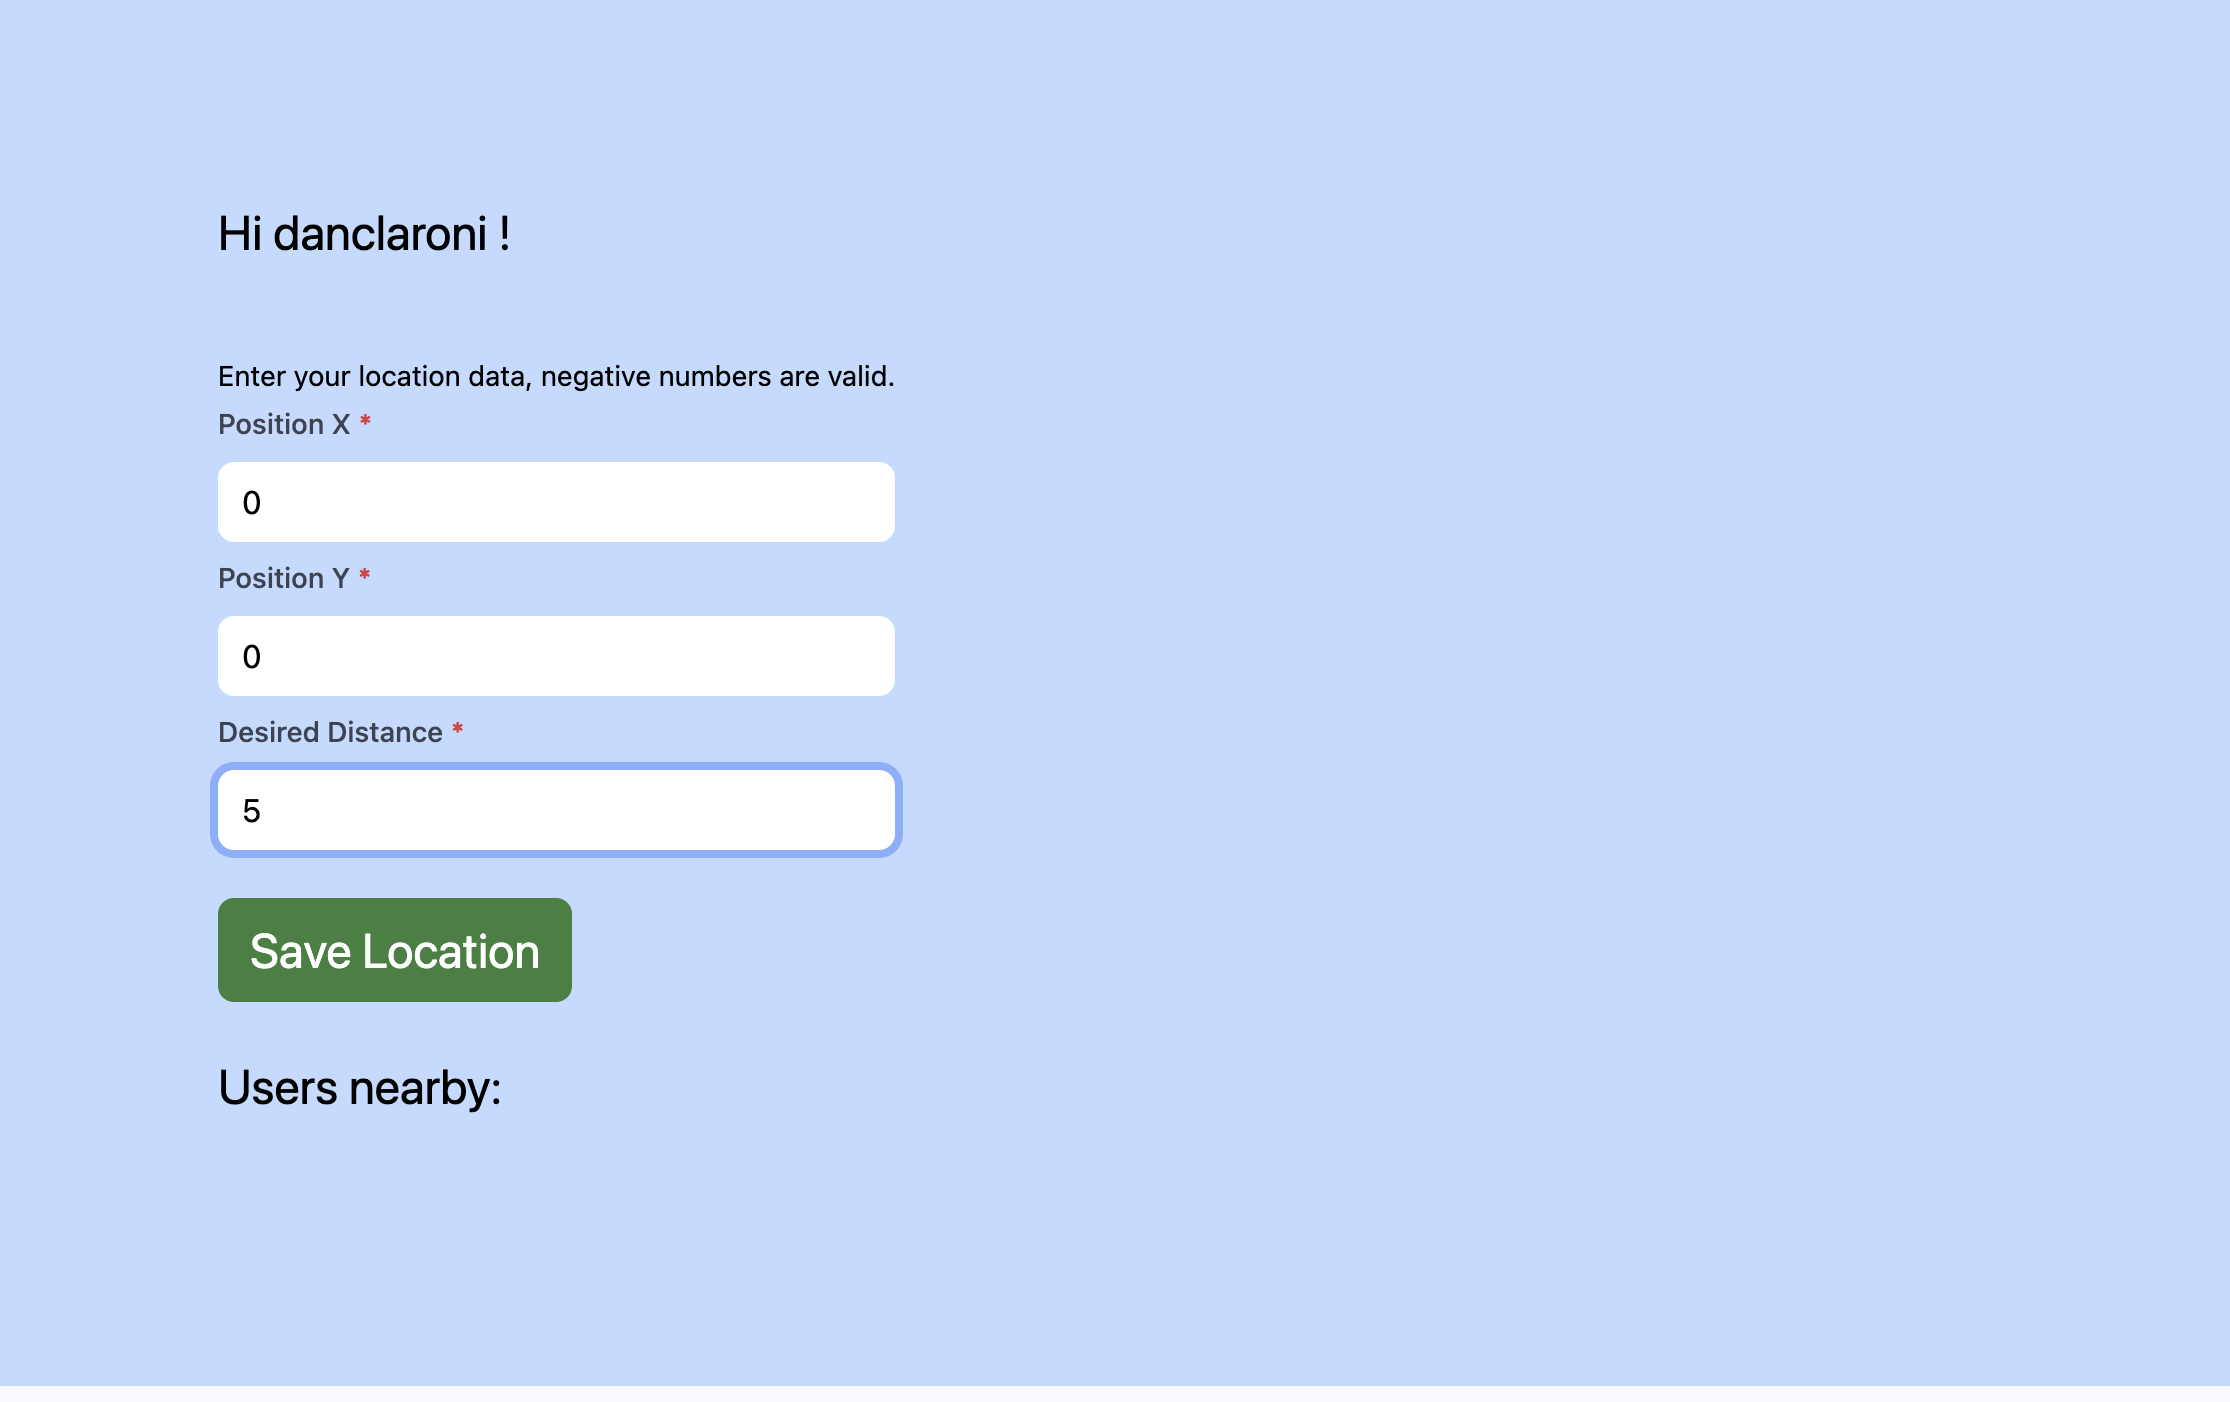 Hi danclaroni !
Enter your location data, negative numbers are valid.
Position X *
0
Position Y *
0
Desired Distance *
5
Save Location
Users nearby: